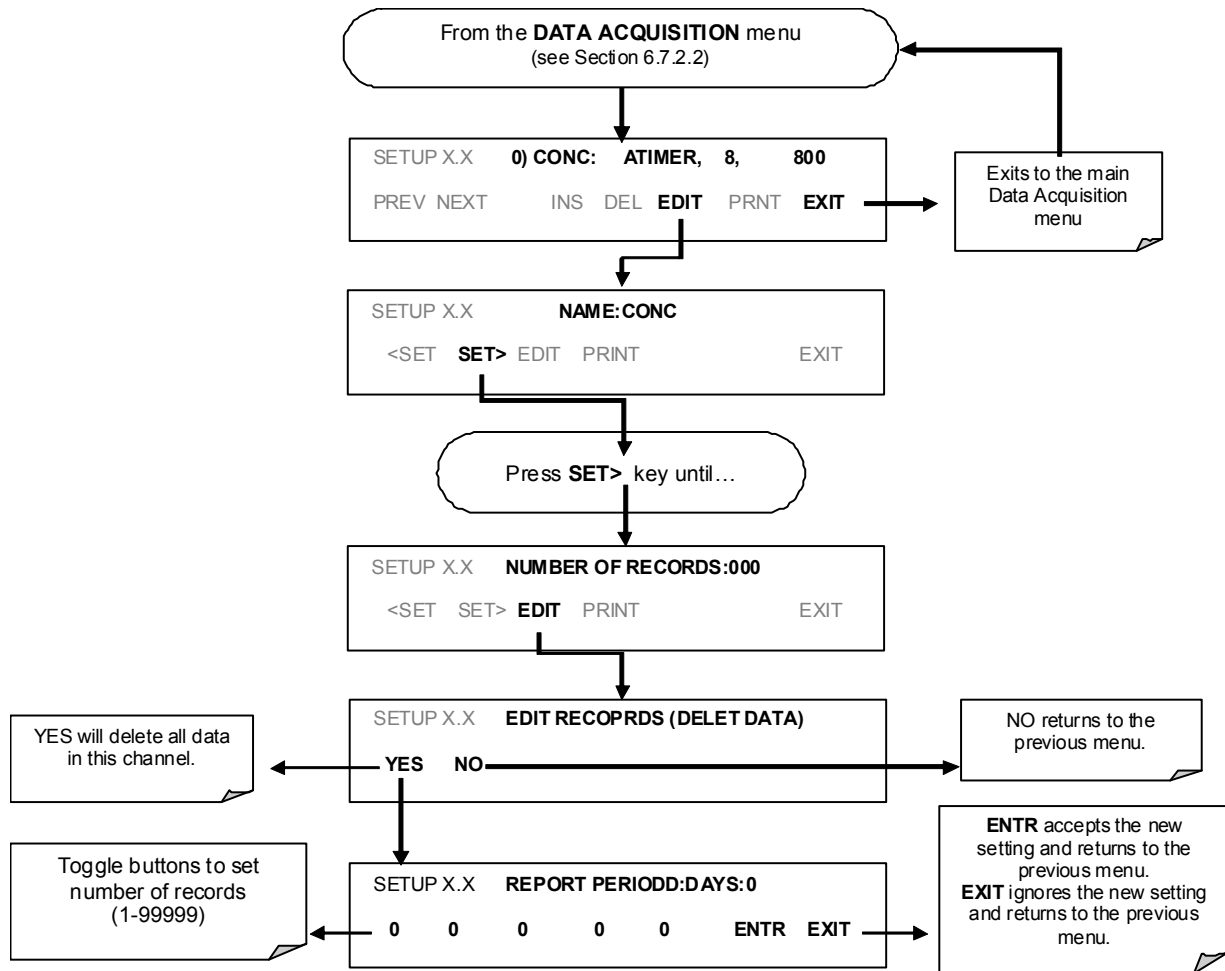 From the DATA ACQUISITION menu
(see Section 6.7.2.2)
SETUP X.X 0) CONC: ATIMER, 8, 800
PREV NEXT INS DEL EDIT PRNT EXIT
Exits to the main
Data Acquisition
menu
SETUP X.X NAME:CONC
<SET SET> EDIT PRINT EXIT
Press SET> key until…
SETUP X.X NUMBER OF RECORDS:000
<SET SET> EDIT PRINT EXIT
YES will delete all data
in this channel.
SETUP X.X EDIT RECOPRDS (DELET DATA)
YES NO
NO returns to the
previous menu.
Toggle buttons to set
number of records
(1-99999)
SETUP X.X REPORT PERIODD:DAYS:0
0 0 0 0 0 ENTR EXIT
ENTR accepts the new
setting and returns to the
previous menu.
EXIT ignores the new setting
and returns to the previous
menu.